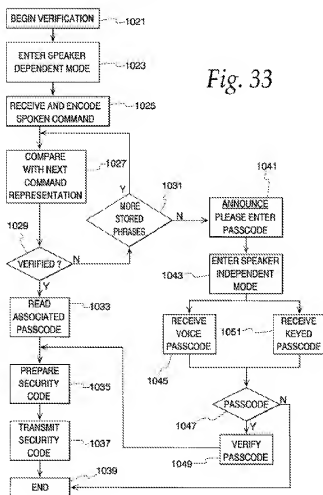 BEGIN VERIFICATION
1021
ENTER SPEAKER
DEPENDENT MODE
1023
Fig. 33
RECEIVE AND ENCODE
SPOKEN COMMAND
1025
COMPARE
WITH NEXT
COMMAND
REPRESENTATION
1027
Y
MORE
STORED
PHRASES
1031
N
1041
ANNOUNCE
PLEASE ENTER
PASSCODE
1029
VERIFIED ?
N
Y
1043
ENTER SPEAKER
INDEPENDENT
MODE
READ
ASSOCIATED
PASSCODE
1033
RECEIVE
VOICE
PASSCODE
1045
1051
RECEIVE
KEYED
PASSCODE
PREPARE
SECURITY
CODE
1035
PASSCODE
1047
N
Y
TRANSMIT
SECURITY
CODE
1037
VERIFY
PASSCODE
1049
END
1039